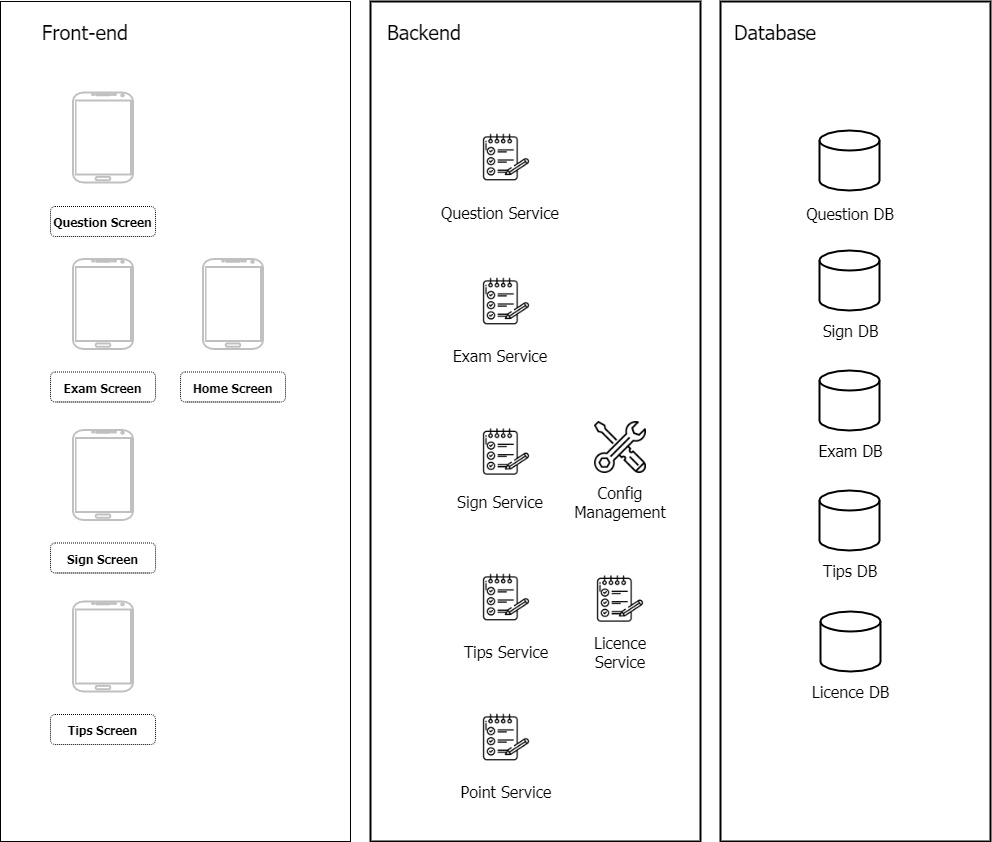 Front-end
Question Screen
Exam Screen
Home Screen
Sign Screen
Tips Screen
Backend
Question Service
Exam Service
Sign Service
Config
Management
Tips Service
Licence
Service
Point Service
Database
Question DB
Sign DB
Exam DB
Tips DB
Licence DB